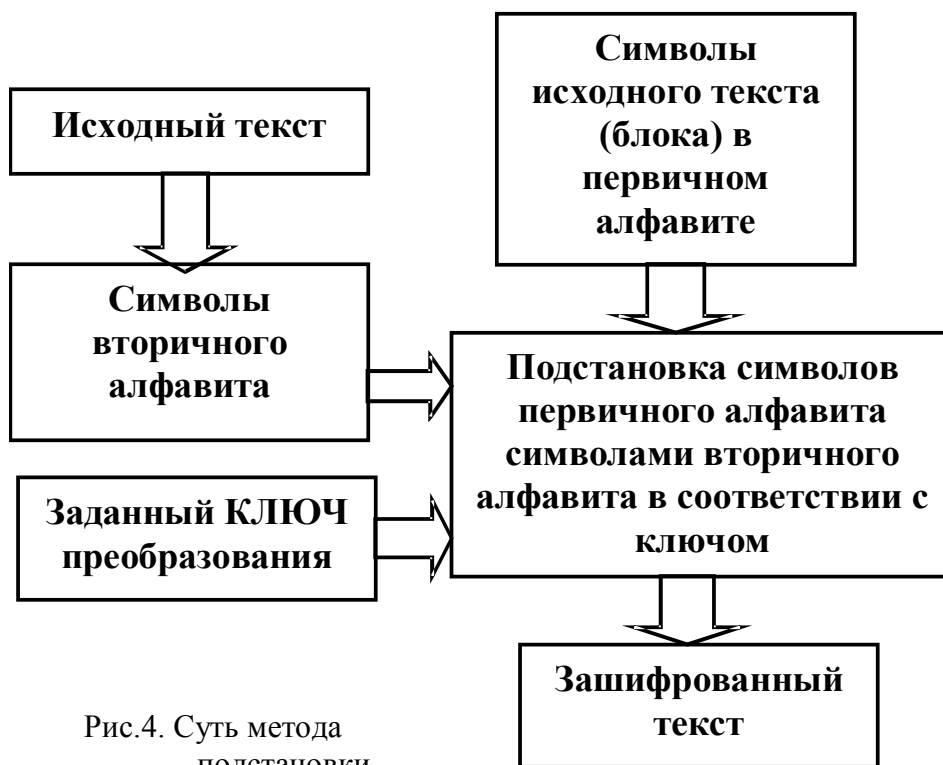 Исходный текст
Символы
исходного текста
(блока) в
первичном
алфавите
Символы
вторичного
алфавита
Подстановка символов
первичного алфавита
символами вторичного
алфавита в соответствии с
ключом
Заданный КЛЮЧ
преобразования
Зашифрованный
текст
Рис.4. Суть метода
подстановки